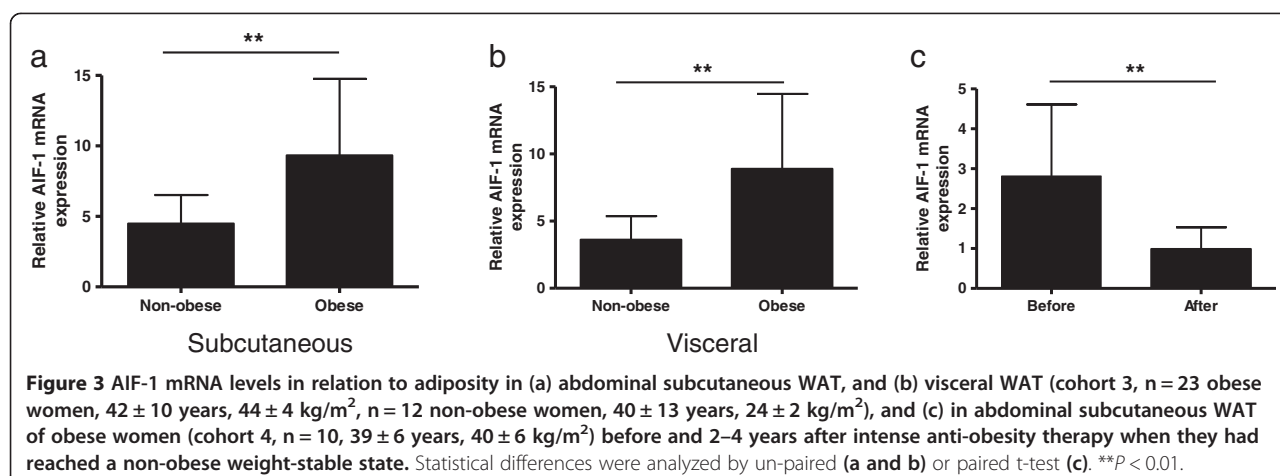 a
**
Relative AIF-1 mRNA
expression
15
10
5
0
Non-obese
Obese
Subcutaneous
b
**
Relative AIF-1 mRNA
expression
15
10
5
0
Non-obese
Obese
Visceral
c
**
Relative AIF-1 mRNA
expression
5
4
3
2
1
0
Before
After
Figure 3 AIF-1 mRNA levels in relation to adiposity in (a) abdominal subcutaneous WAT, and (b) visceral WAT (cohort 3, n = 23 obese
women, 42 ± 10 years, 44 ± 4 kg/m², n = 12 non-obese women, 40 ± 13 years, 24 ± 2 kg/m²), and (c) in abdominal subcutaneous WAT
of obese women (cohort 4, n = 10, 39 ± 6 years, 40 ± 6 kg/m²) before and 2–4 years after intense anti-obesity therapy when they had
reached a non-obese weight-stable state. Statistical differences were analyzed by un-paired (a and b) or paired t-test (c). **P < 0.01.